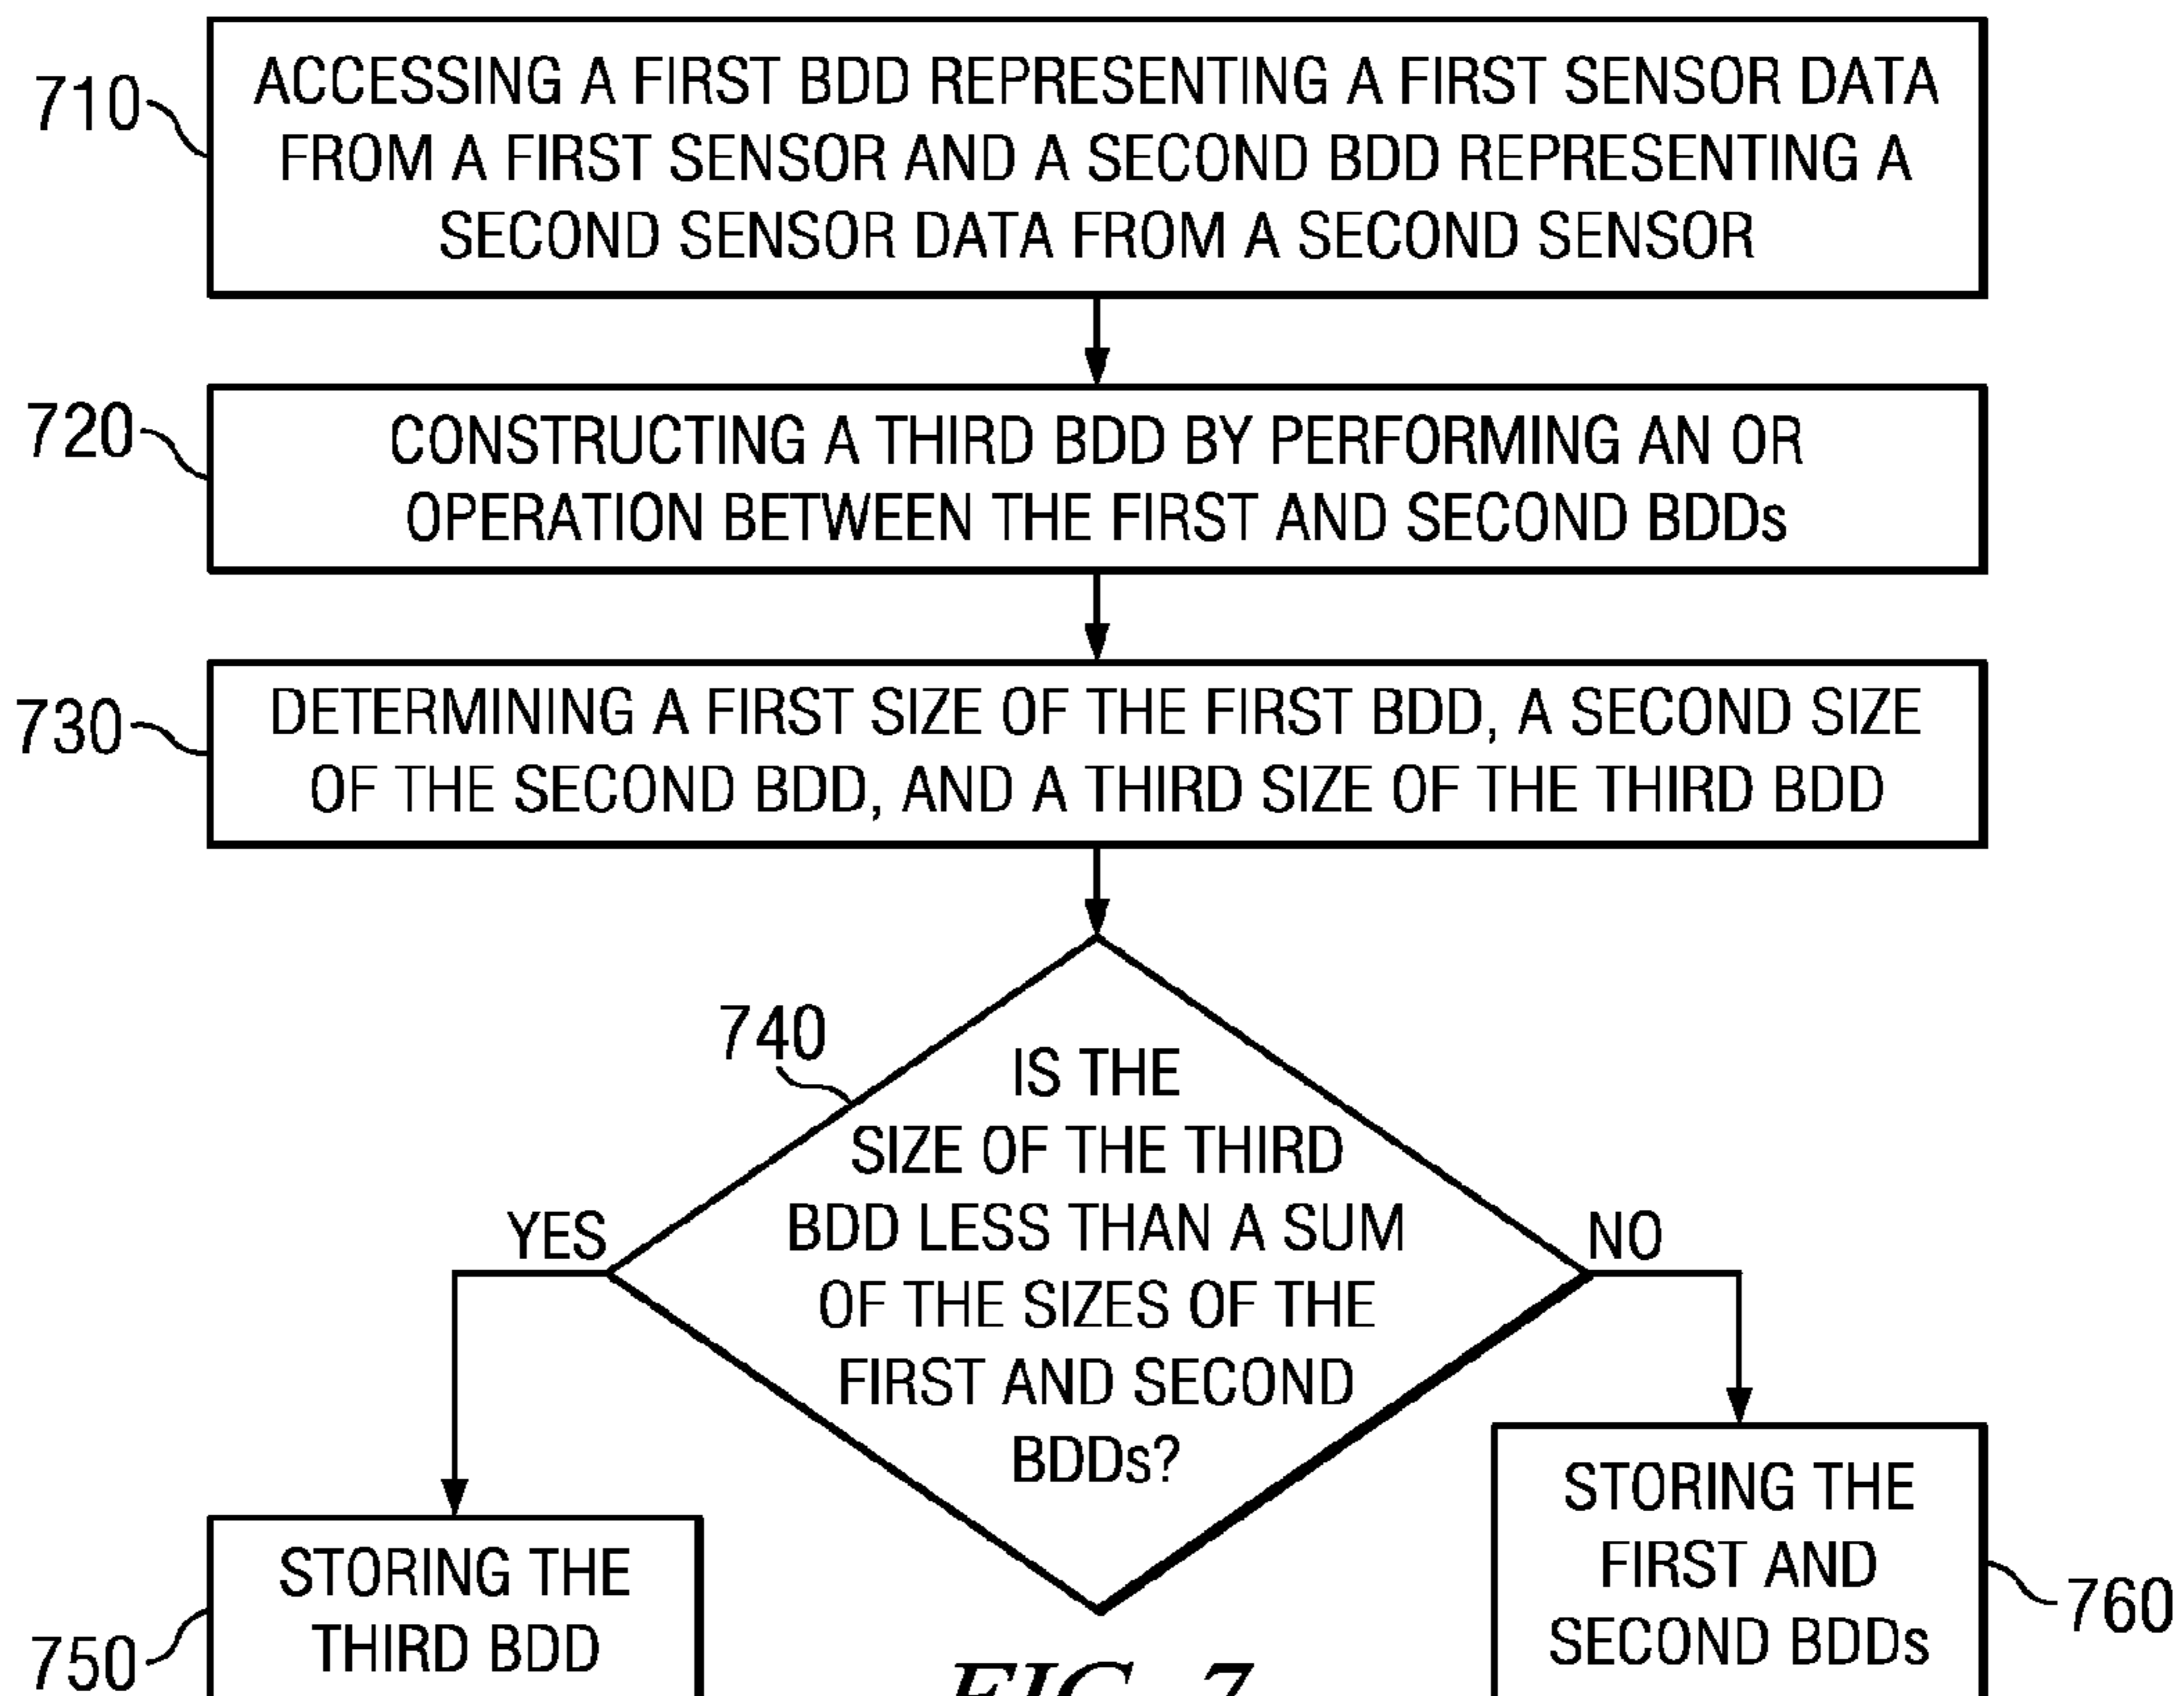 710
ACCESSING A FIRST BDD REPRESENTING A FIRST SENSOR DATA
FROM A FIRST SENSOR AND A SECOND BDD REPRESENTING A
SECOND SENSOR DATA FROM A SECOND SENSOR
720
CONSTRUCTING A THIRD BDD BY PERFORMING AN OR
OPERATION BETWEEN THE FIRST AND SECOND BDDs
730
DETERMINING A FIRST SIZE OF THE FIRST BDD, A SECOND SIZE
OF THE SECOND BDD, AND A THIRD SIZE OF THE THIRD BDD
740
IS THE
SIZE OF THE THIRD
BDD LESS THAN A SUM
OF THE SIZES OF THE
FIRST AND SECOND
BDDs?
YES
NO
STORING THE
THIRD BDD
750
STORING THE
FIRST AND
SECOND BDDs
760
FIG. 7